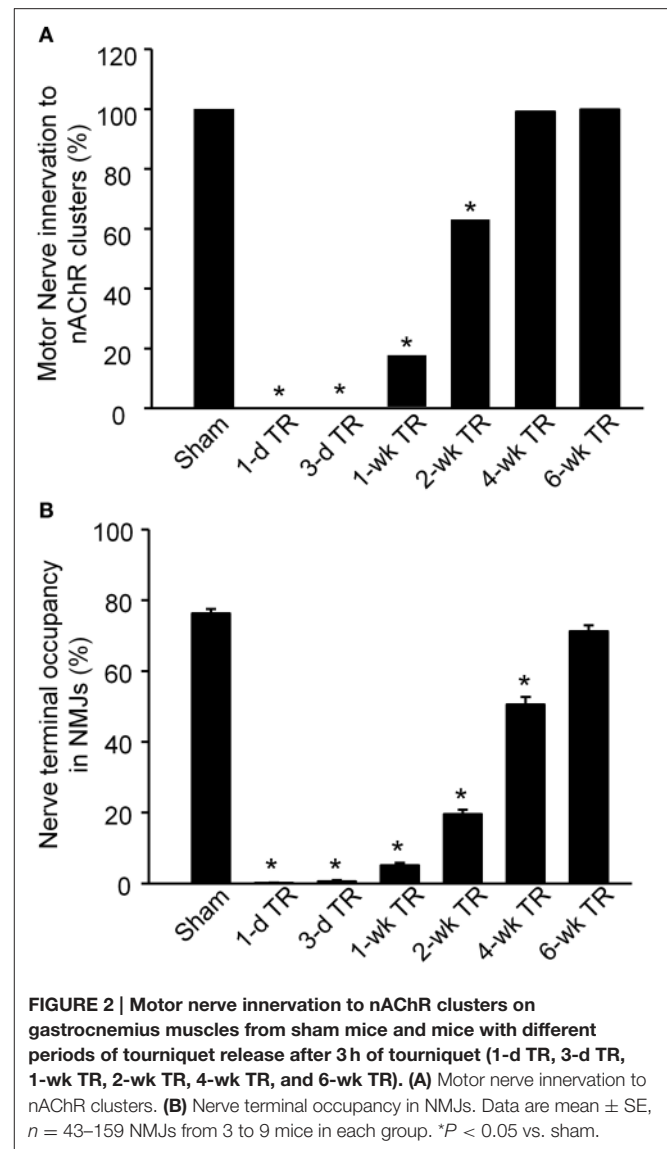 A
Motor Nerve innervation to
nAChR clusters (%)
120
100
80
60
40
20
0
*
*
*
*
Sham
1-d TR
3-d TR
1-wk TR
2-wk TR
4-wk TR
6-wk TR
B
Nerve terminal occupancy
in NMJs (%)
100
80
60
40
20
0
*
*
*
*
*
Sham
1-d TR
3-d TR
1-wk TR
2-wk TR
4-wk TR
6-wk TR
FIGURE 2 | Motor nerve innervation to nAChR clusters on
gastrocnemius muscles from sham mice and mice with different
periods of tourniquet release after 3 h of tourniquet (1-d TR, 3-d TR,
1-wk TR, 2-wk TR, 4-wk TR, and 6-wk TR). (A) Motor nerve innervation to
nAChR clusters. (B) Nerve terminal occupancy in NMJs. Data are mean ± SE,
n = 43–159 NMJs from 3 to 9 mice in each group. *P < 0.05 vs. sham.